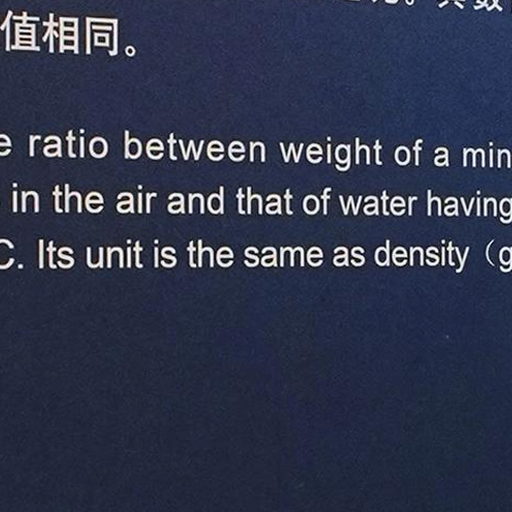 值相同。
e ratio between weight of a min
in the air and that of water having
C. Its unit is the same as density（g